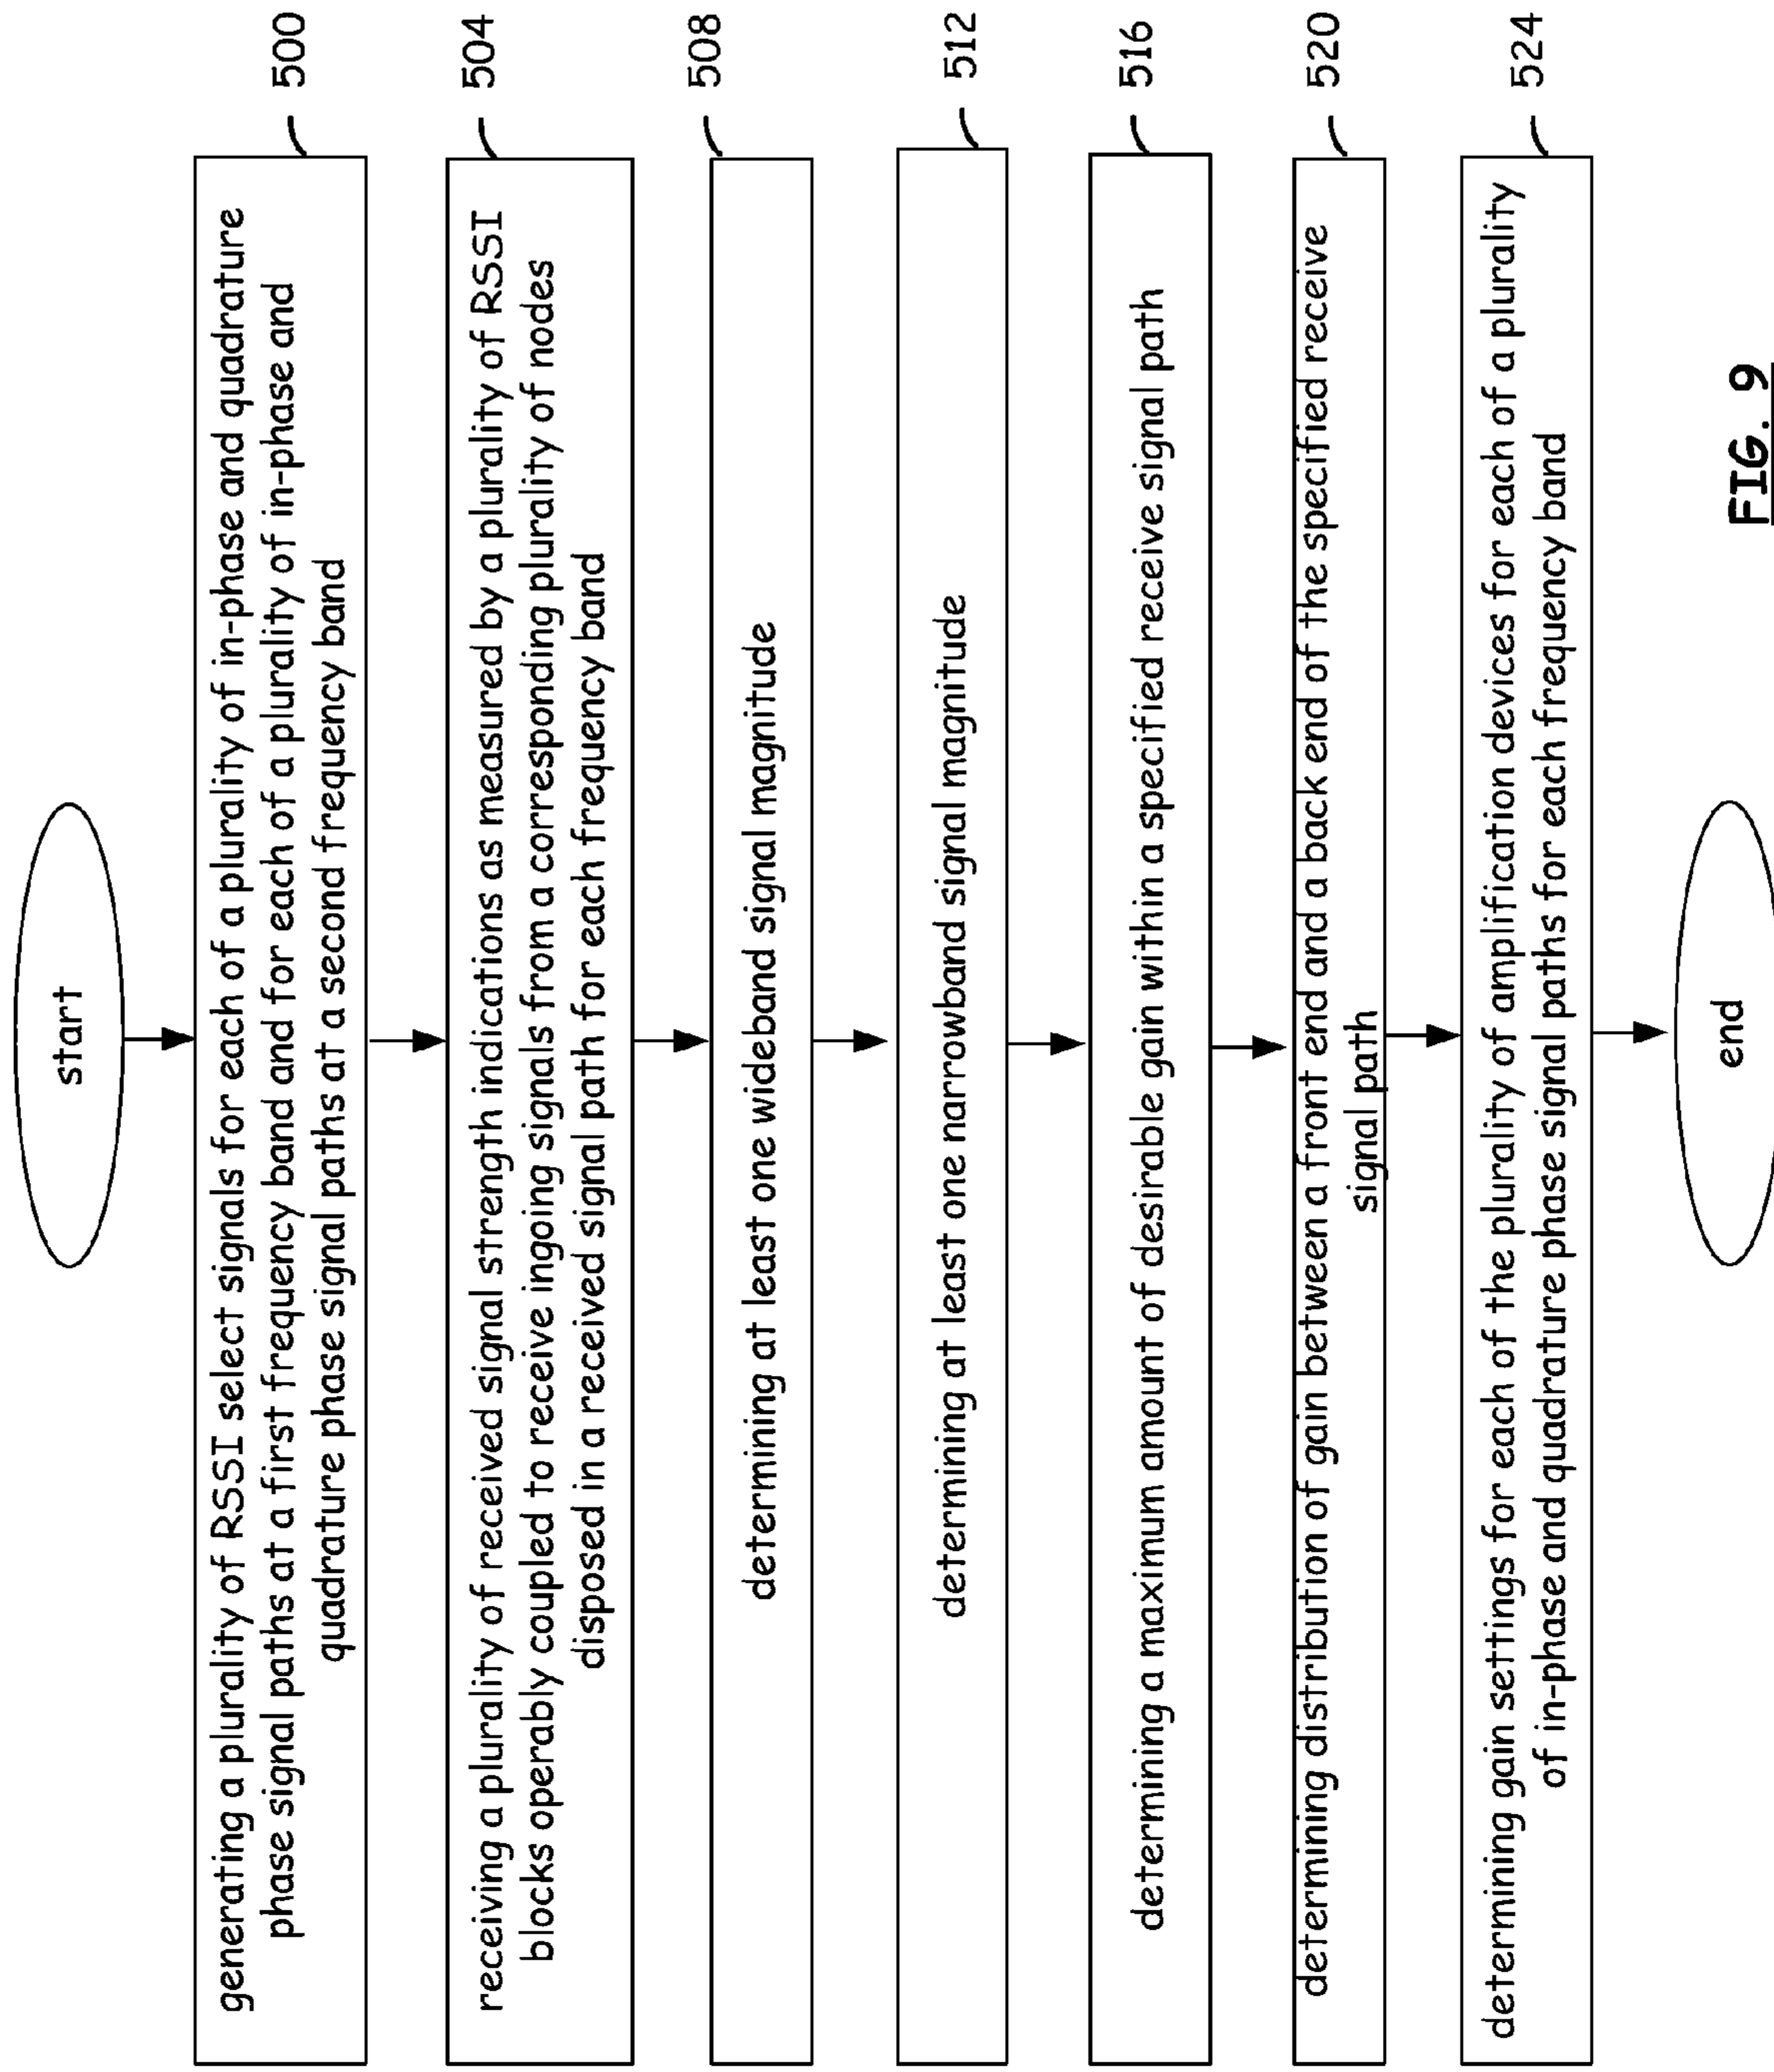 start
generating a plurality of RSSI select signals for each of a plurality of in-phase and quadrature
phase signal paths at a first frequency band and for each of a plurality of in-phase and
quadrature phase signal paths at a second frequency band
500
receiving a plurality of received signal strength indications as measured by a plurality of RSSI
blocks operably coupled to receive ingoing signals from a corresponding plurality of nodes
disposed in a received signal path for each frequency band
504
determining at least one wideband signal magnitude
508
determining at least one narrowband signal magnitude
512
determining a maximum amount of desirable gain within a specified receive signal path
516
determining distribution of gain between a front end and a back end of the specified receive
signal path
520
determining gain settings for each of the plurality of amplification devices for each of a plurality
of in-phase and quadrature phase signal paths for each frequency band
524
end
FIG. 9